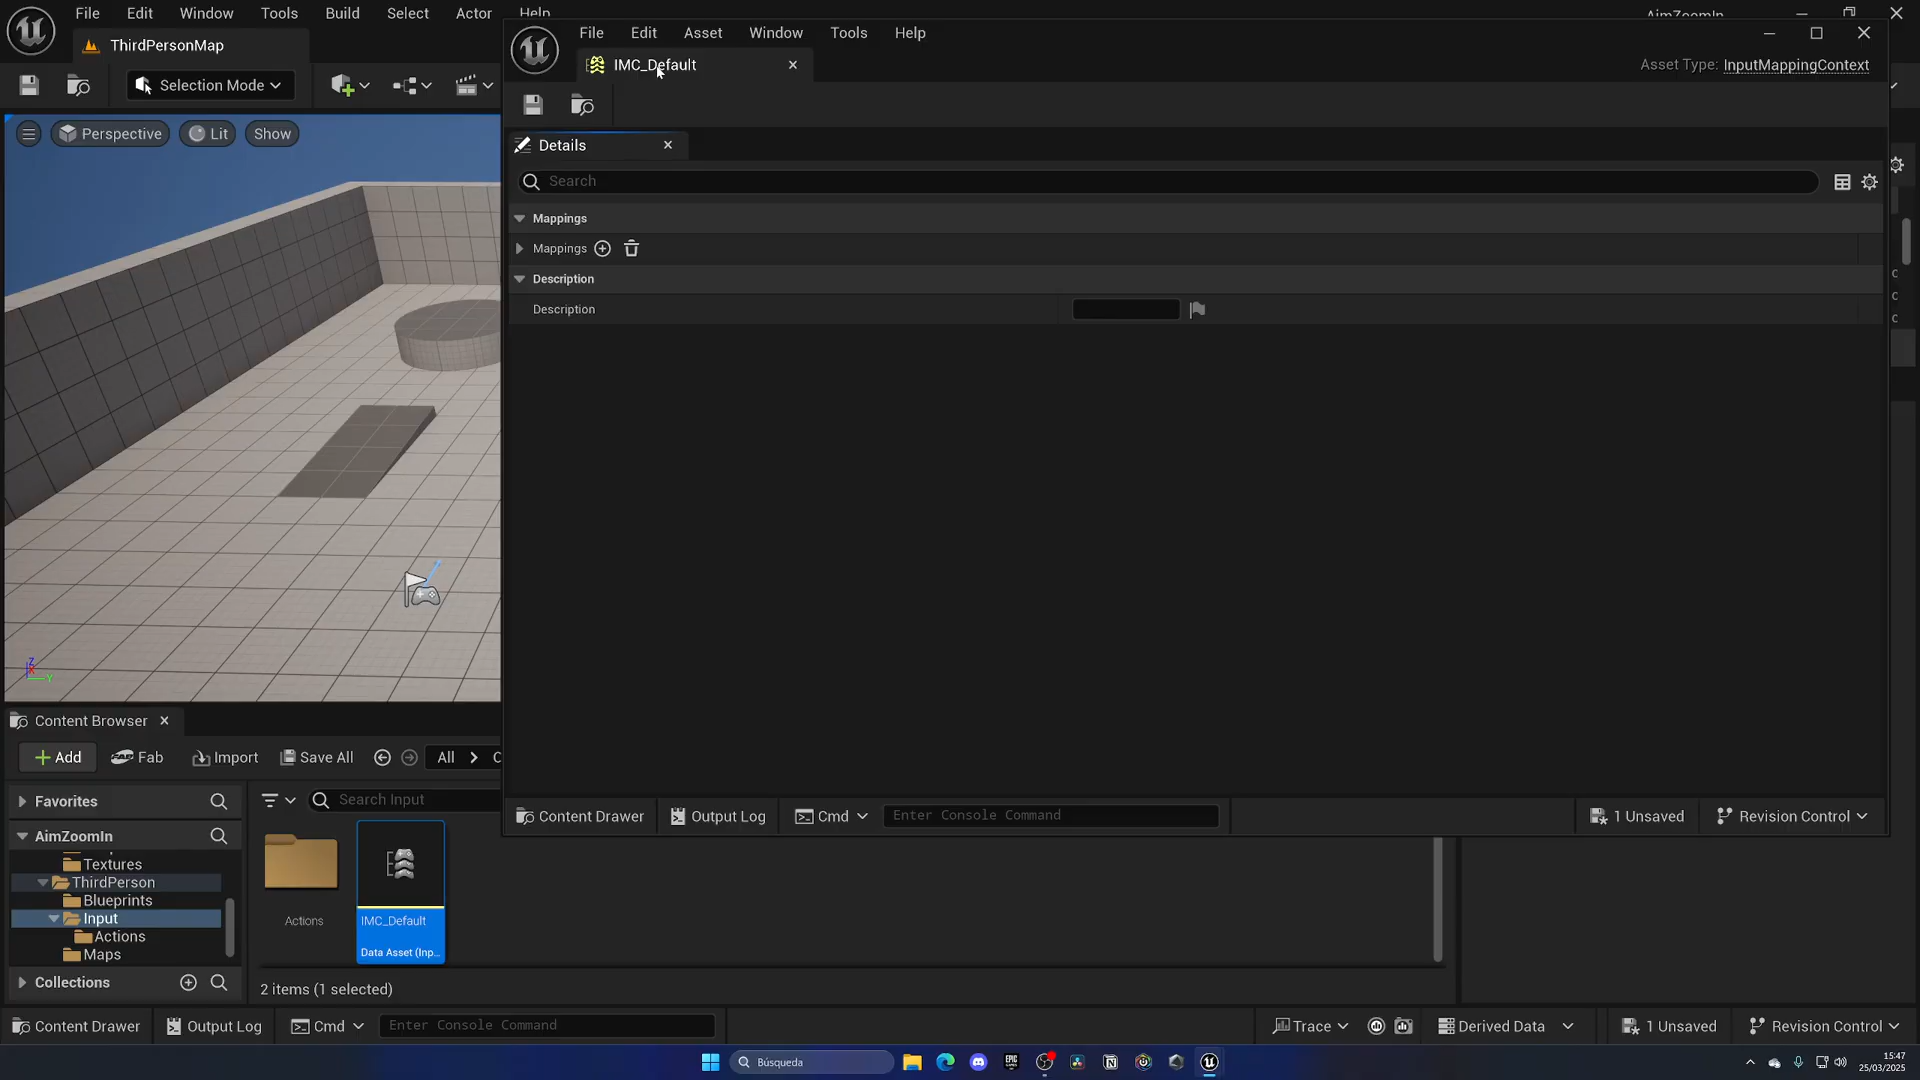 File Edit Window Tools Build Select Actor Help
ThirdPersonMap
Selection Mode
Perspective Lit Show
File Edit Asset Window Tools Help
IMC_Default
Asset Type: InputMappingContext
Details
Search
Mappings
Mappings
Description
Description
Content Drawer Output Log Cmd Enter Console Command 1 Unsaved Revision Control
Content Browser
Add Fab Import Save All All
Favorites
Search Input
AimZoomIn
Textures
ThirdPerson
Blueprints
Input
Actions
Maps
Collections
Actions
IMC_Default
Data Asset (Inp...
2 items (1 selected)
Content Drawer Output Log Cmd Enter Console Command Trace Derived Data 1 Unsaved Revision Control
Búsqueda
15:47
25/03/2025